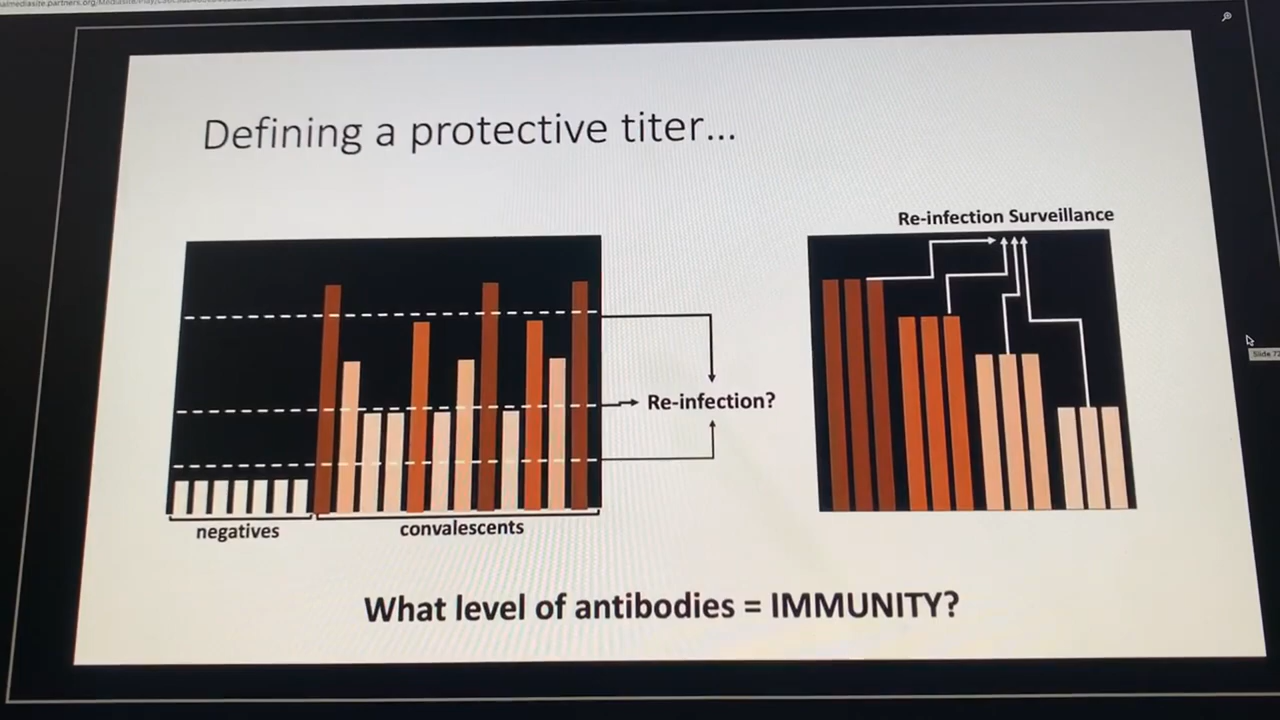 Defining a protective titer...
Re-infection Surveillance
Re-infection?
negatives
convalescents
What level of antibodies = IMMUNITY?